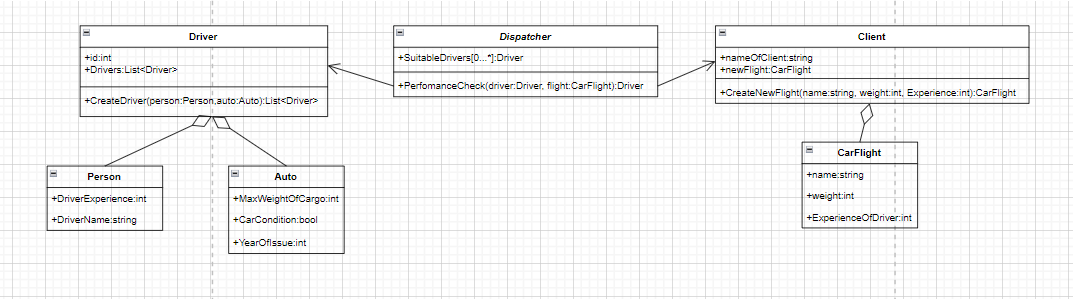 Driver
+id:int
+Drivers:List<Driver>
+CreateDriver(person:Person,auto:Auto):List<Driver>
Dispatcher
+SuitableDrivers[0...*]:Driver
+PerfomanceCheck(driver:Driver, flight:CarFlight):Driver
Client
+nameOfClient:string
+newFlight:CarFlight
+CreateNewFlight(name:string, weight:int, Experience:int):CarFlight
Person
+DriverExperience:int
+DriverName:string
Auto
+MaxWeightOfCargo:int
+CarCondition:bool
+YearOfIssue:int
CarFlight
+name:string
+weight:int
+ExperienceOfDriver:int